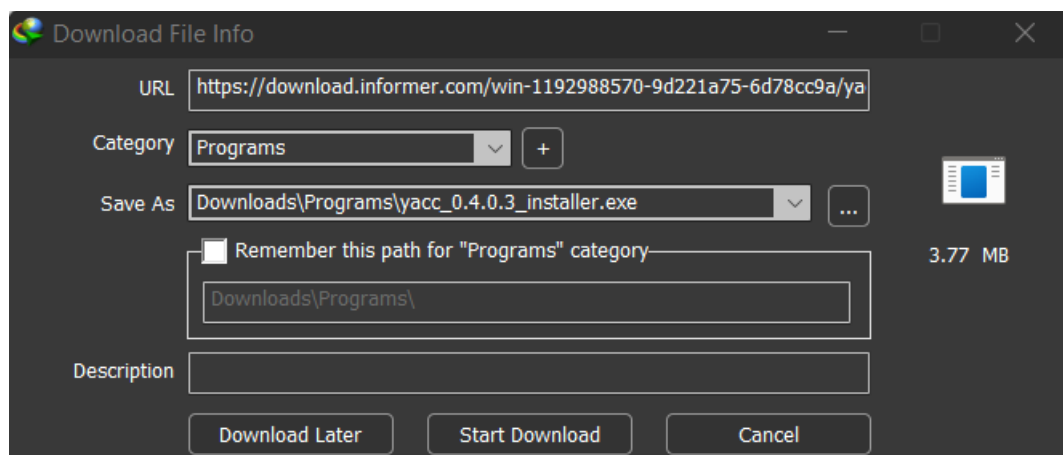 Download File Info
URL https://download.informer.com/win-1192988570-9d221a75-6d78cc9a/ya
Category Programs +
Save As Downloads\Programs\yacc_0.4.0.3_installer.exe ...
Remember this path for "Programs" category
3.77 MB
Downloads\Programs\
Description
Download Later Start Download Cancel